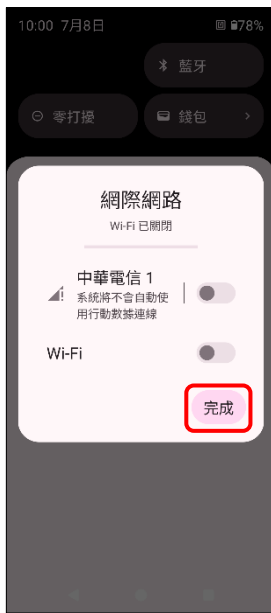 10:00 7月8日 78%
藍牙
零打擾 錢包
網際網路
Wi-Fi 已關閉
中華電信 1
系統將不會自動使
用行動數據連線
Wi-Fi
完成